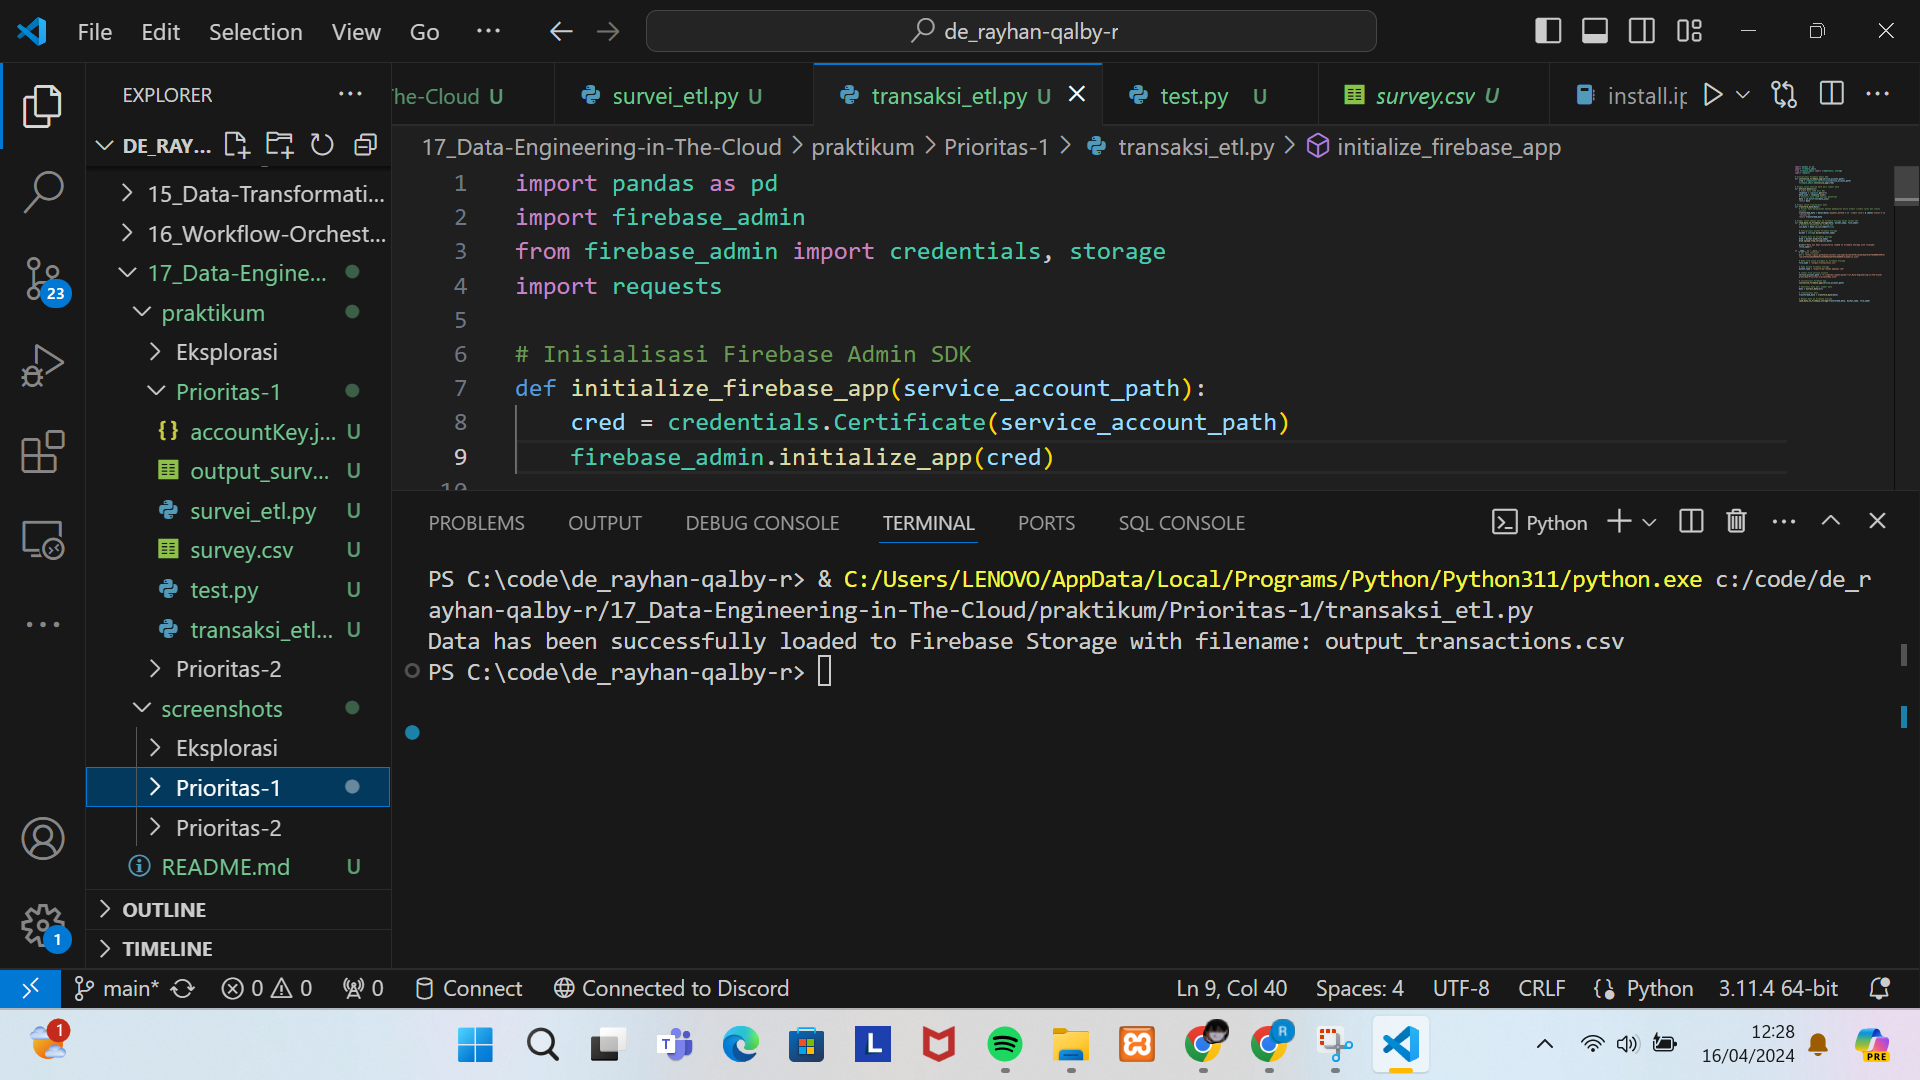 File Edit Selection View Go ··· de_rayhan-qalby-r
EXPLORER ···
DE_RAY...
15_Data-Transformati...
16_Workflow-Orchest...
17_Data-Engine...
praktikum
Eksplorasi
Prioritas-1
{} accountKey.j... U
output_surv... U
survei_etl.py U
survey.csv U
test.py U
transaksi_etl... U
Prioritas-2
screenshots
Eksplorasi
Prioritas-1
Prioritas-2
README.md U
OUTLINE
TIMELINE
23
1
he-Cloud U survei_etl.py U transaksi_etl.py U test.py U survey.csv U install.ip
17_Data-Engineering-in-The-Cloud > praktikum > Prioritas-1 > transaksi_etl.py > initialize_firebase_app
1 import pandas as pd
2 import firebase_admin
3 from firebase_admin import credentials, storage
4 import requests
5
6 # Inisialisasi Firebase Admin SDK
7 def initialize_firebase_app(service_account_path):
8 cred = credentials.Certificate(service_account_path)
9 firebase_admin.initialize_app(cred)
10
PROBLEMS OUTPUT DEBUG CONSOLE TERMINAL PORTS SQL CONSOLE Python
PS C:\code\de_rayhan-qalby-r> & C:/Users/LENOVO/AppData/Local/Programs/Python/Python311/python.exe c:/code/de_r
ayhan-qalby-r/17_Data-Engineering-in-The-Cloud/praktikum/Prioritas-1/transaksi_etl.py
Data has been successfully loaded to Firebase Storage with filename: output_transactions.csv
PS C:\code\de_rayhan-qalby-r>
main* 0 0 0 Connect Connected to Discord Ln 9, Col 40 Spaces: 4 UTF-8 CRLF {} Python 3.11.4 64-bit
1 T L R 12:28
16/04/2024
PRE